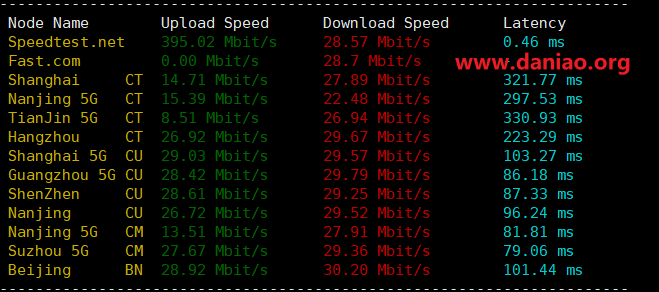 Node Name Upload Speed Download Speed Latency
Speedtest.net 395.02 Mbit/s 28.57 Mbit/s 0.46 ms
Fast.com 0.00 Mbit/s 28.7 Mbit/s
www.daniao.org
Shanghai CT 14.71 Mbit/s 27.89 Mbit/s 321.77 ms
Nanjing 5G CT 15.39 Mbit/s 22.48 Mbit/s 297.53 ms
TianJin 5G CT 8.51 Mbit/s 26.94 Mbit/s 330.93 ms
Hangzhou CT 26.92 Mbit/s 29.67 Mbit/s 223.29 ms
Shanghai 5G CU 29.03 Mbit/s 29.57 Mbit/s 103.27 ms
Guangzhou 5G CU 28.42 Mbit/s 29.79 Mbit/s 86.18 ms
ShenZhen CU 28.61 Mbit/s 29.25 Mbit/s 87.33 ms
Nanjing CU 26.72 Mbit/s 29.52 Mbit/s 96.24 ms
Nanjing 5G CM 13.51 Mbit/s 27.91 Mbit/s 81.81 ms
Suzhou 5G CM 27.67 Mbit/s 29.36 Mbit/s 79.06 ms
Beijing BN 28.92 Mbit/s 30.20 Mbit/s 101.44 ms